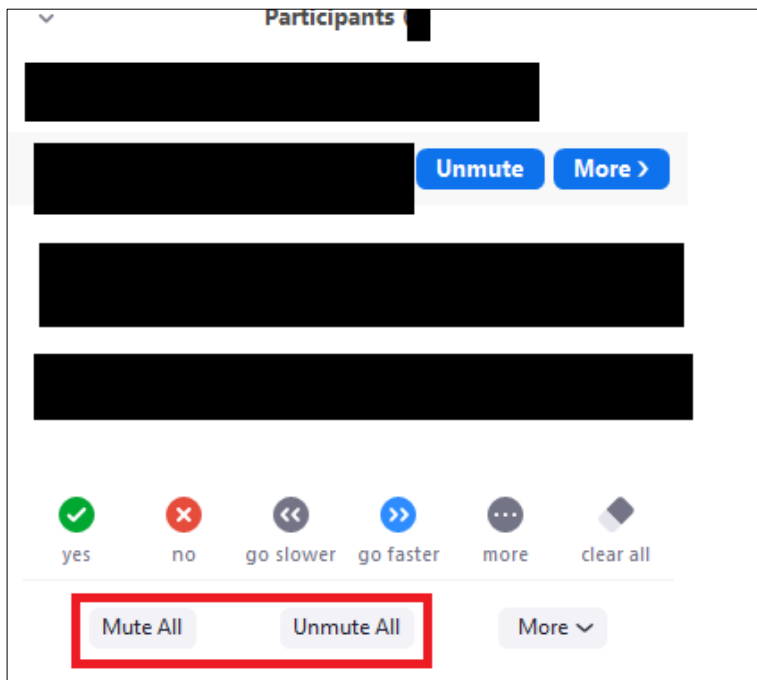 Participants (
Unmute More >
yes no go slower go faster more clear all
Mute All Unmute All More